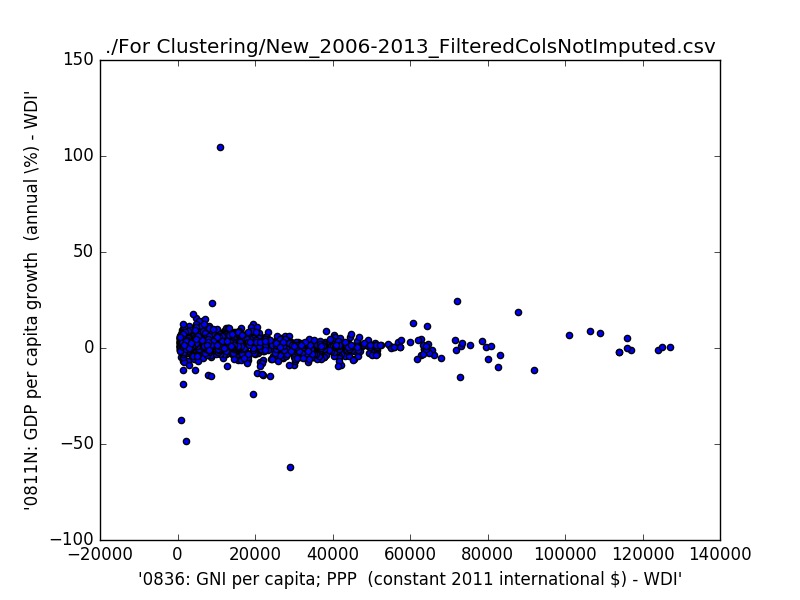 ./For Clustering/New_2006-2013_FilteredColsNotImputed.csv
150
100
50
0
−50
−100
'0811N: GDP per capita growth  (annual \%) - WDI'
−20000 0 20000 40000 60000 80000 100000 120000 140000
'0836: GNI per capita; PPP  (constant 2011 international $) - WDI'